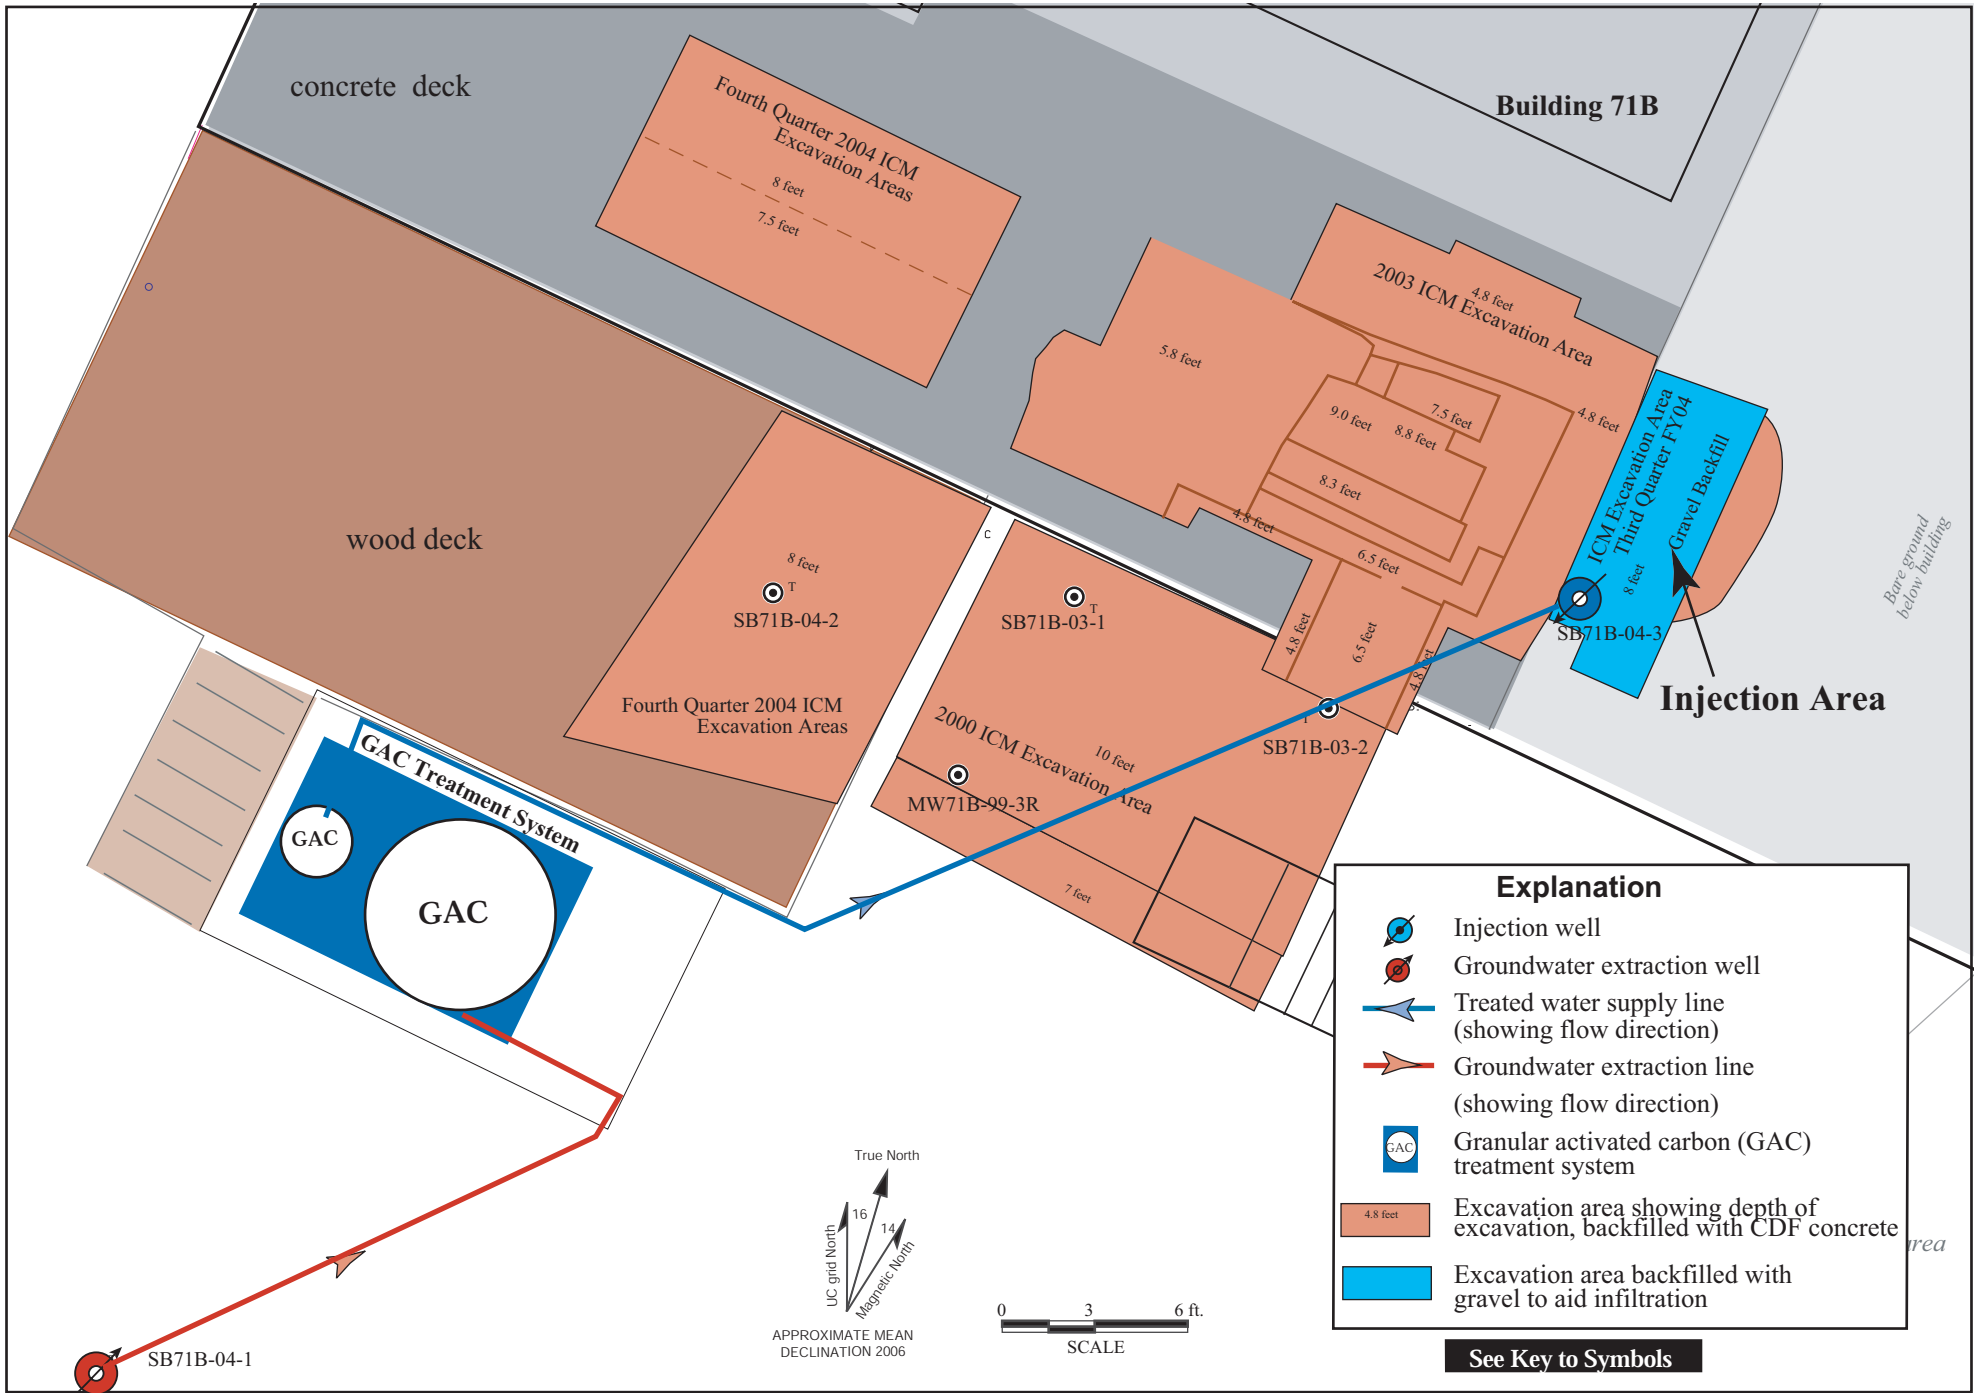 concrete deck
Building 71B
Fourth Quarter 2004 ICM
Excavation Areas
8 feet
7.5 feet
2003 ICM Excavation Area
4.8 feet
5.8 feet
4.8 feet
7.5 feet
9.0 feet
8.8 feet
8.3 feet
4.8 feet
6.5 feet
4.8 feet
6.5 feet
4.8 feet
ICM Excavation Area
Third Quarter FY04
Gravel Backfill
8 feet
SB71B-04-3
Injection Area
Bare ground
below building
wood deck
8 feet
T
SB71B-04-2
Fourth Quarter 2004 ICM
Excavation Areas
C
T
SB71B-03-1
2000 ICM Excavation Area
10 feet
T
SB71B-03-2
MW71B-99-3R
7 feet
GAC Treatment System
GAC
GAC
SB71B-04-1
True North
16
14
UC grid North
Magnetic North
APPROXIMATE MEAN
DECLINATION 2006
0 3 6 ft.
SCALE
Explanation
Injection well
Groundwater extraction well
Treated water supply line
(showing flow direction)
Groundwater extraction line
(showing flow direction)
GAC
Granular activated carbon (GAC)
treatment system
4.8 feet
Excavation area showing depth of
excavation, backfilled with CDF concrete
Excavation area backfilled with
gravel to aid infiltration
See Key to Symbols